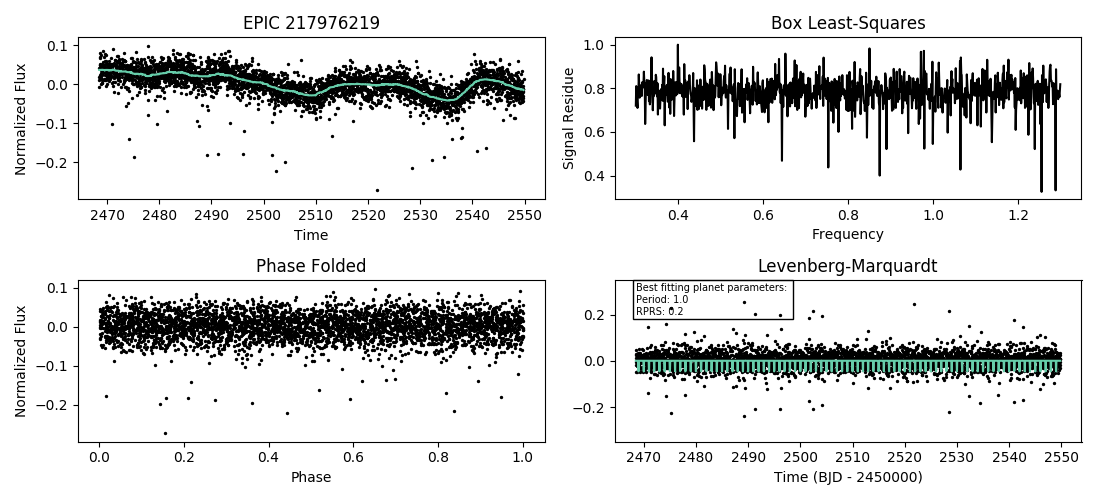 EPIC 217976219
Normalized Flux
0.1
0.0
−0.1
−0.2
2470 2480 2490 2500 2510 2520 2530 2540 2550
Time
Box Least-Squares
Signal Residue
1.0
0.8
0.6
0.4
0.4 0.6 0.8 1.0 1.2
Frequency
Phase Folded
Normalized Flux
0.1
0.0
−0.1
−0.2
0.0 0.2 0.4 0.6 0.8 1.0
Phase
Levenberg-Marquardt
Best fitting planet parameters:
Period: 1.0
RPRS: 0.2
0.2
0.0
−0.2
2470 2480 2490 2500 2510 2520 2530 2540 2550
Time (BJD - 2450000)